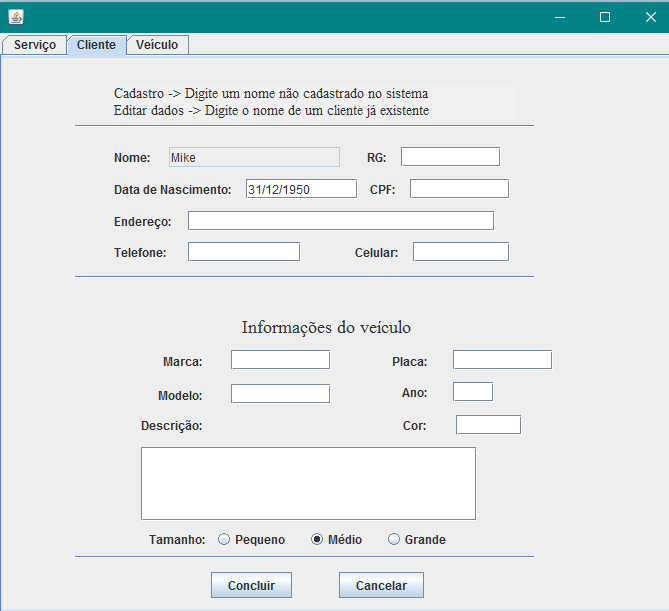 Serviço Cliente Veículo
Cadastro -> Digite um nome não cadastrado no sistema
Editar dados -> Digite o nome de um cliente já existente
Nome: Mike RG:
Data de Nascimento: 31/12/1950 CPF:
Endereço:
Telefone: Celular:
Informações do veículo
Marca: Placa:
Modelo: Ano:
Descrição: Cor:
Tamanho: Pequeno Médio Grande
Concluir Cancelar